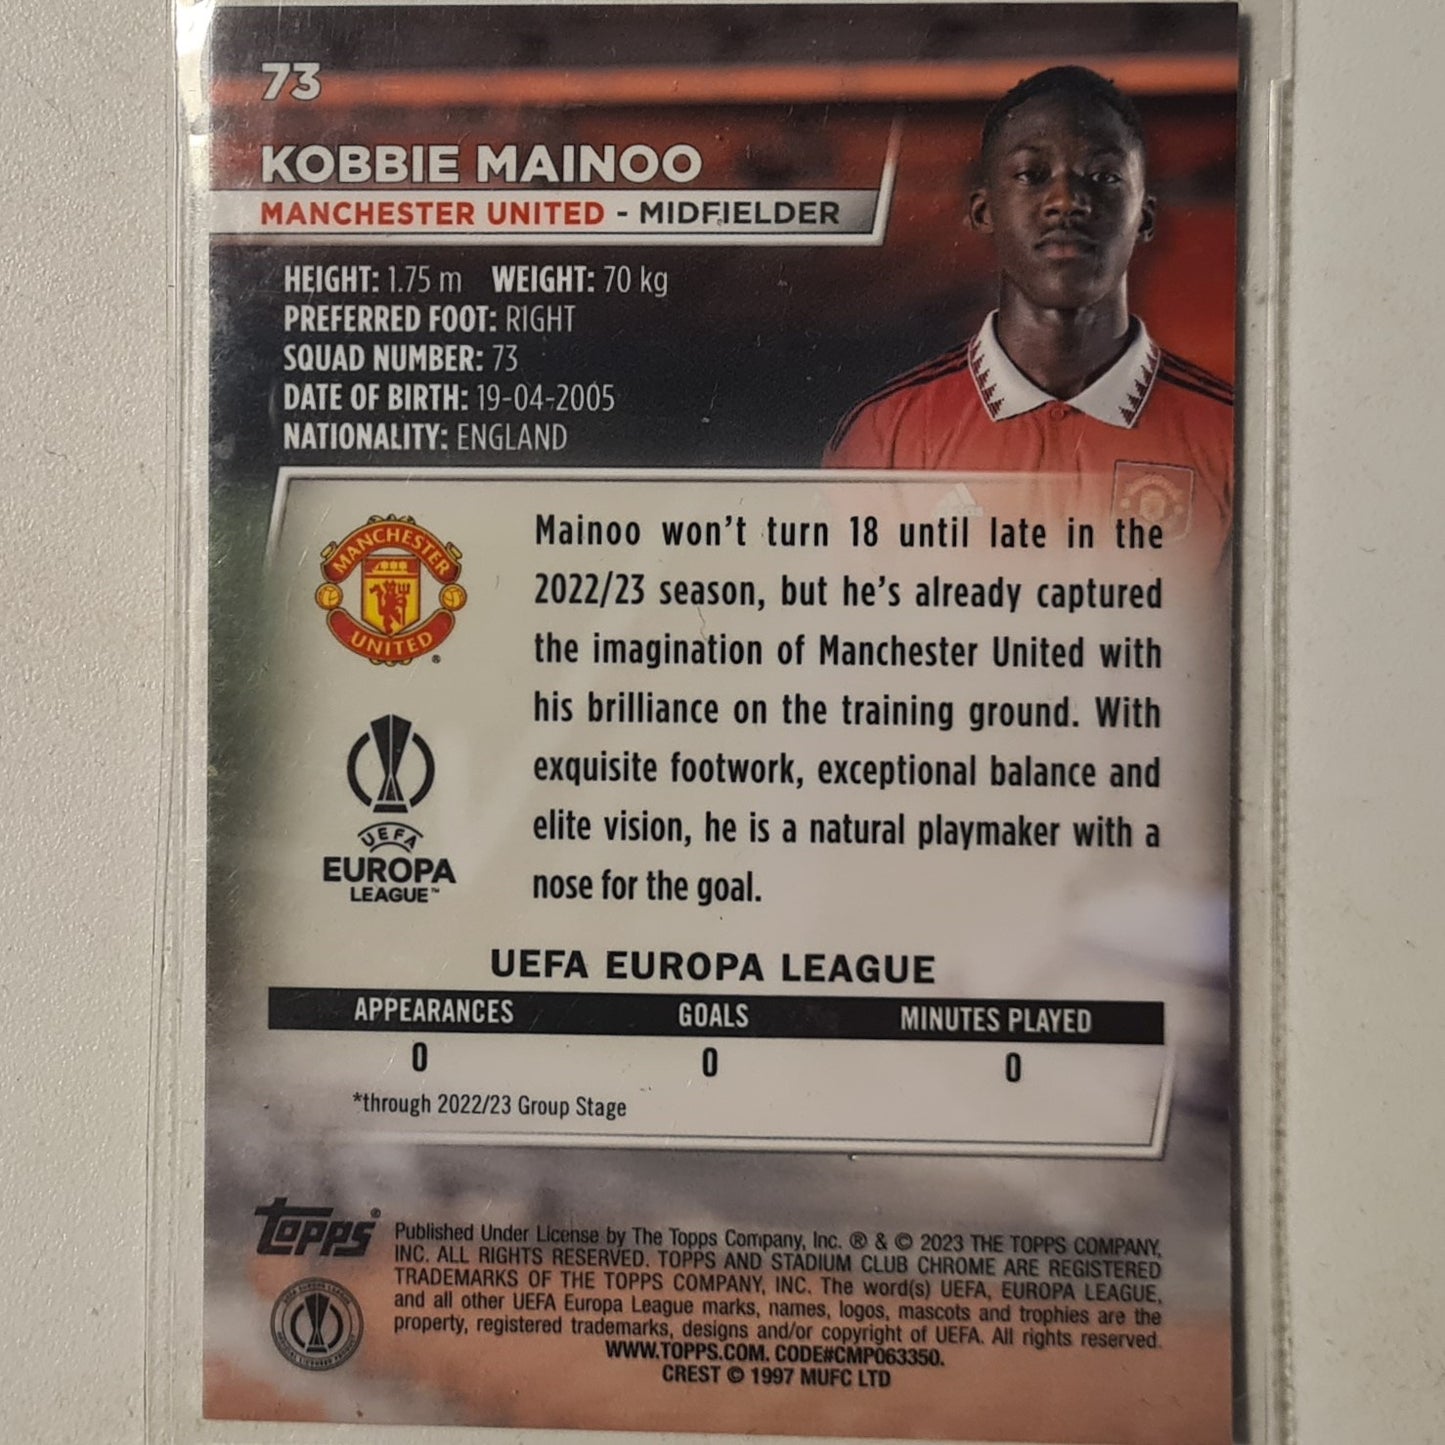 73
KOBBIE MAINOO
MANCHESTER UNITED - MIDFIELDER
HEIGHT: 1.75 m WEIGHT: 70 kg
PREFERRED FOOT: RIGHT
SQUAD NUMBER: 73
DATE OF BIRTH: 19-04-2005
NATIONALITY: ENGLAND
MANCHESTER
UNITED
®
Mainoo won't turn 18 until late in the
2022/23 season, but he's already captured
the imagination of Manchester United with
his brilliance on the training ground. With
exquisite footwork, exceptional balance and
elite vision, he is a natural playmaker with a
nose for the goal.
UEFA
EUROPA
LEAGUE™
UEFA EUROPA LEAGUE
APPEARANCES GOALS MINUTES PLAYED
0 0 0
*through 2022/23 Group Stage
topps®
Published Under License by The Topps Company, Inc. ® & © 2023 THE TOPPS COMPANY,
INC. ALL RIGHTS RESERVED. TOPPS AND STADIUM CLUB CHROME ARE REGISTERED
TRADEMARKS OF THE TOPPS COMPANY, INC. The word(s) UEFA, EUROPA LEAGUE,
and all other UEFA Europa League marks, names, logos, mascots and trophies are the
property, registered trademarks, designs and/or copyright of UEFA. All rights reserved.
WWW.TOPPS.COM. CODE#CMP063350.
CREST © 1997 MUFC LTD